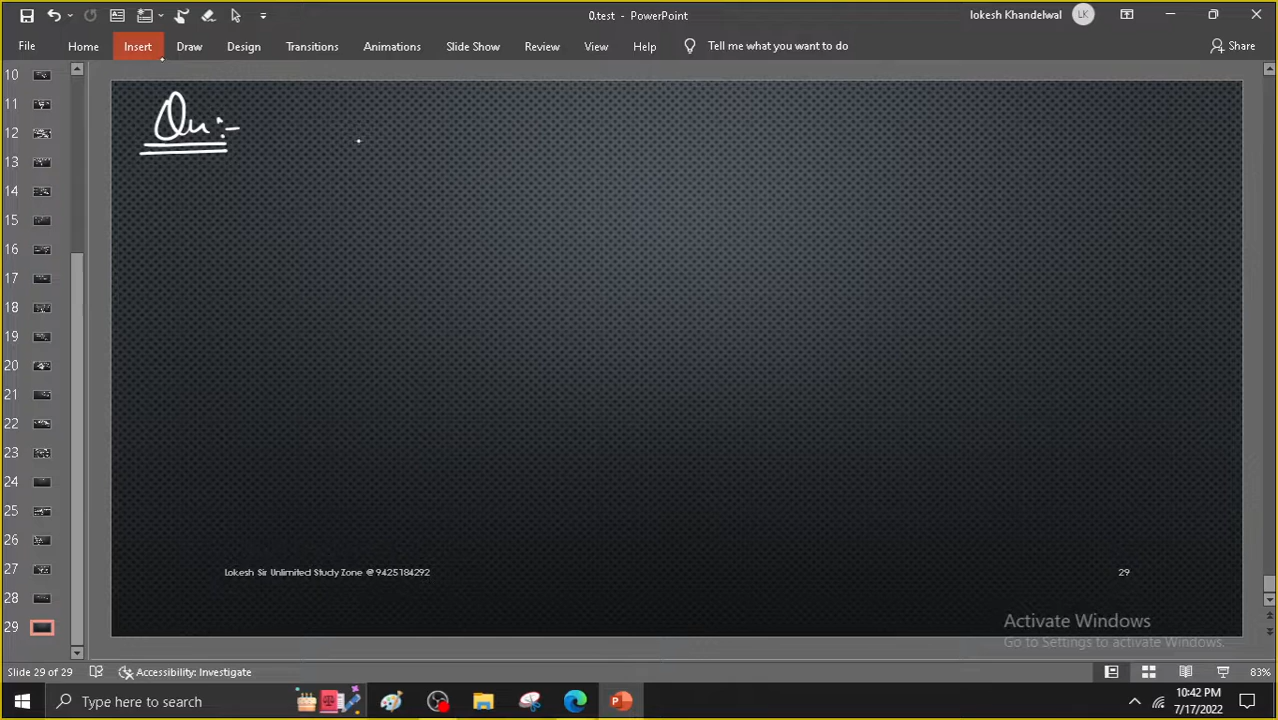 0.test - PowerPoint
lokesh Khandelwal LK
File Home Insert Draw Design Transitions Animations Slide Show Review View Help Tell me what you want to do Share
10
11
12
13
14
15
16
17
18
19
20
21
22
23
24
25
26
27
28
29
Qu:-
Lokesh Sir Unlimited Study Zone @ 9425184292 29
Activate Windows
Go to Settings to activate Windows.
Slide 29 of 29 Accessibility: Investigate 83%
Type here to search
10:42 PM
7/17/2022